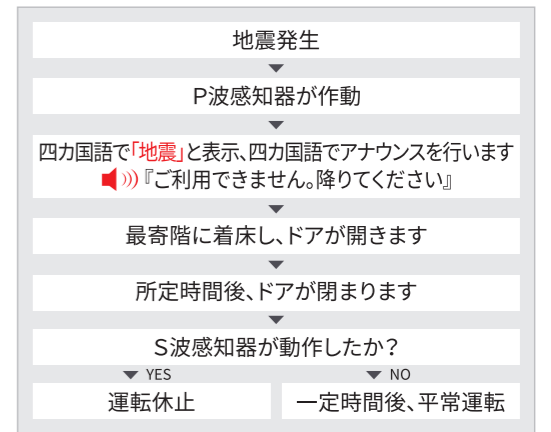 地震発生
P波感知器が作動
四カ国語で「地震」と表示、四カ国語でアナウンスを行います
『ご利用できません。降りてください』
最寄階に着床し、ドアが開きます
所定時間後、ドアが閉まります
S波感知器が動作したか?
YES
NO
運転休止
一定時間後、平常運転